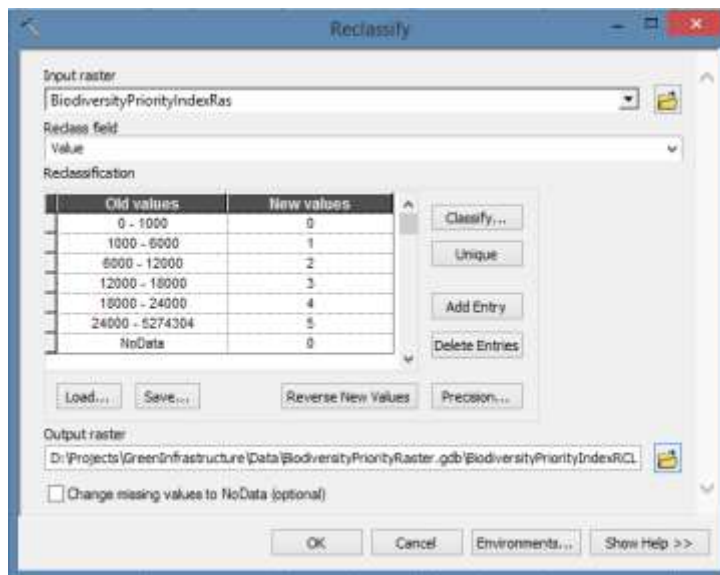 Reclassify
Input raster
BiodiversityPriorityIndexRas
Reclass field
Value
Reclassification
Old values New values
0 - 1000 0
1000 - 6000 1
6000 - 12000 2
12000 - 18000 3
18000 - 24000 4
24000 - 5274304 5
NoData 0
Classify...
Unique
Add Entry
Delete Entries
Load... Save... Reverse New Values Precision...
Output raster
D:\Projects\GreenInfrastructure\Data\BiodiversityPriorityRaster.gdb\BiodiversityPriorityIndexRCL
Change missing values to NoData (optional)
OK Cancel Environments... Show Help >>